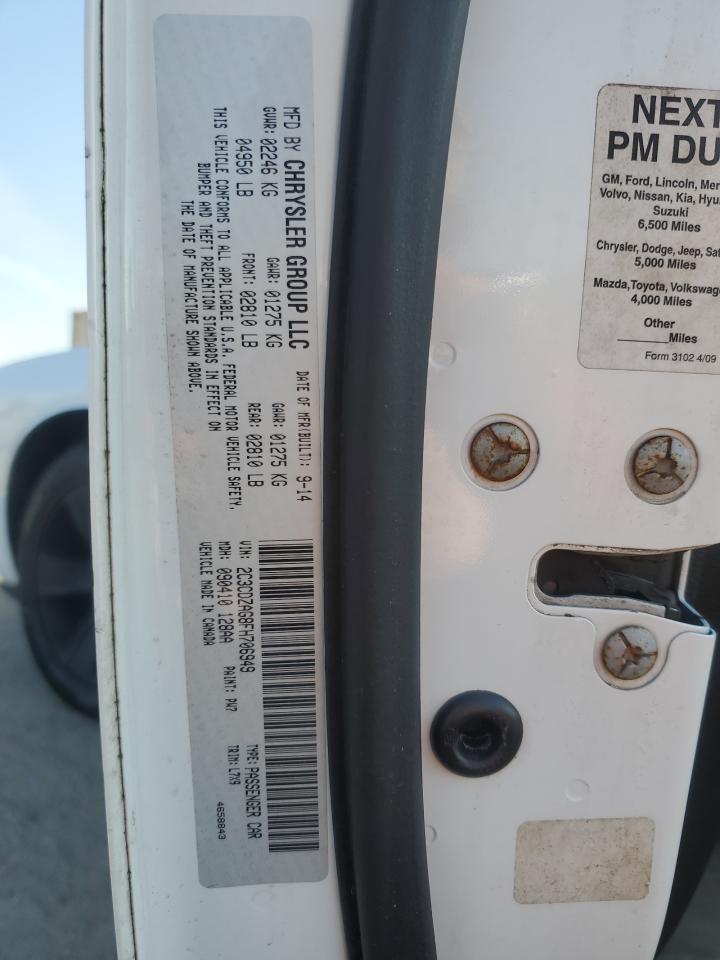 MFD BY CHRYSLER GROUP LLC
DATE OF MFR(BUILT): 9-14
GVWR: 02246 KG
GAWR: 01275 KG
GAWR: 01275 KG
04950 LB
FRONT: 02810 LB
REAR: 02810 LB
THIS VEHICLE CONFORMS TO ALL APPLICABLE U.S.A. FEDERAL MOTOR VEHICLE SAFETY,
BUMPER AND THEFT PREVENTION STANDARDS IN EFFECT ON
THE DATE OF MANUFACTURE SHOWN ABOVE.
VIN: 2C3CDZAG8FH706949
TYPE: PASSENGER CAR
MDH: 090410 128AA
PAINT: PW7
TRIM: L7X9
VEHICLE MADE IN CANADA
4658843
NEXT
PM DU
GM, Ford, Lincoln, Mer
Volvo, Nissan, Kia, Hyu
Suzuki
6,500 Miles
Chrysler, Dodge, Jeep, Sat
5,000 Miles
Mazda,Toyota, Volkswage
4,000 Miles
Other
______Miles
Form 3102 4/09